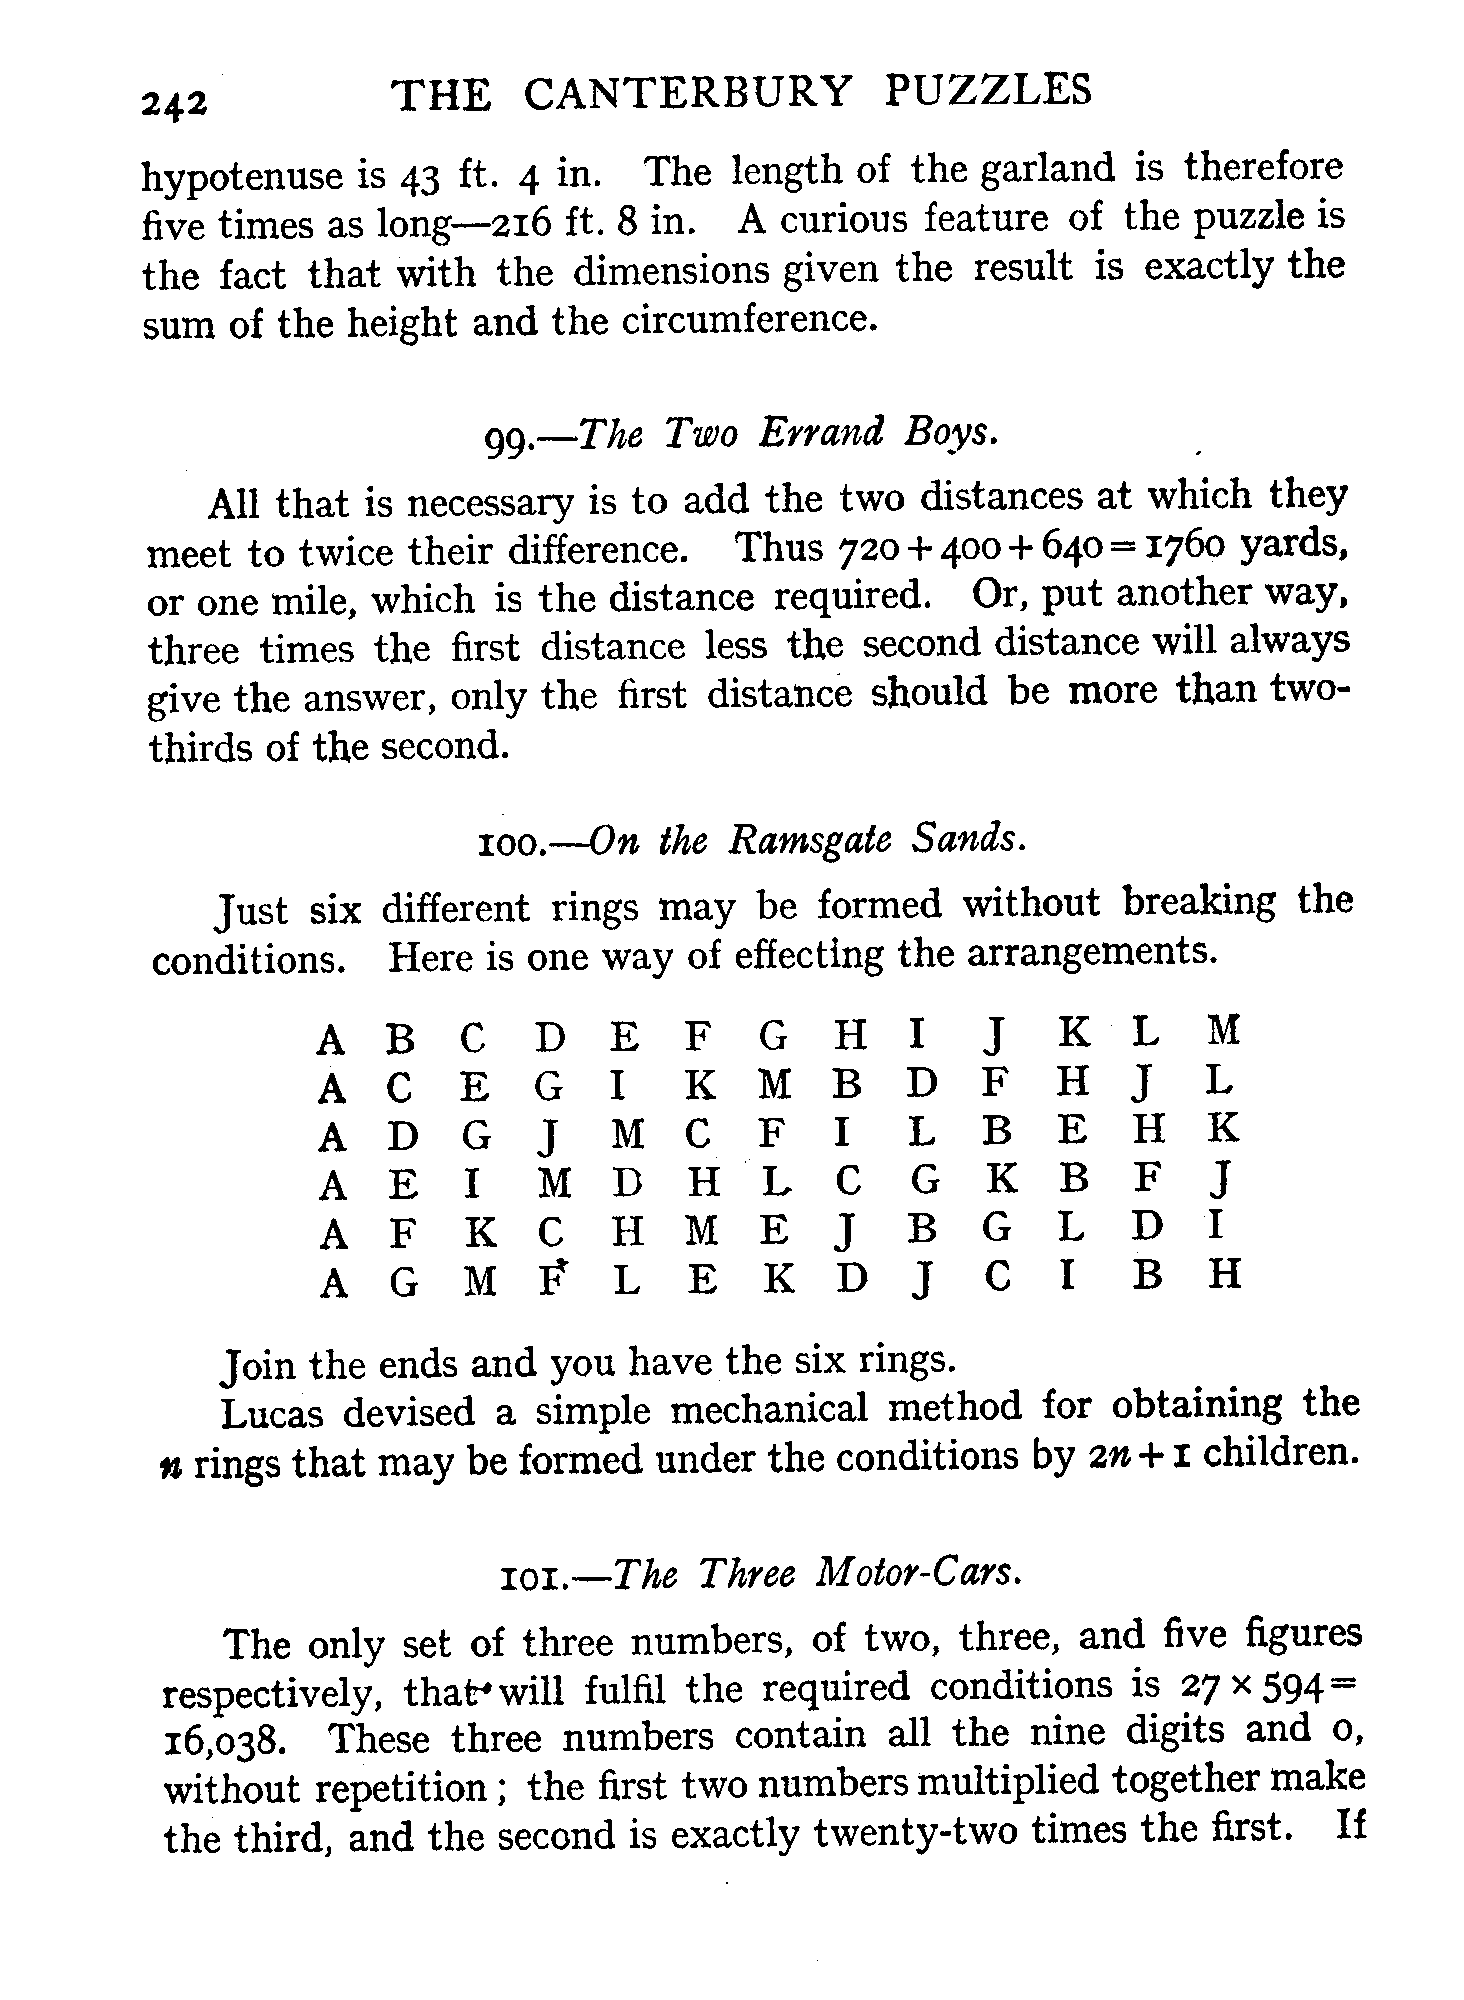 242 THE CANTERBURY PUZZLES
hypotenuse is 43 ft. 4 in. The length of the garland is therefore
five times as long—216 ft. 8 in. A curious feature of the puzzle is
the fact that with the dimensions given the result is exactly the
sum of the height and the circumference.
99.—The Two Errand Boys.
All that is necessary is to add the two distances at which they
meet to twice their difference. Thus 720 + 400 + 640 = 1760 yards,
or one mile, which is the distance required. Or, put another way,
three times the first distance less the second distance will always
give the answer, only the first distance should be more than two-
thirds of the second.
100.—On the Ramsgate Sands.
Just six different rings may be formed without breaking the
conditions. Here is one way of effecting the arrangements.
A B C D E F G H I J K L M
A C E G I K M B D F H J L
A D G J M C F I L B E H K
A E I M D H L C G K B F J
A F K C H M E J B G L D I
A G M F L E K D J C I B H
Join the ends and you have the six rings.
Lucas devised a simple mechanical method for obtaining the
n rings that may be formed under the conditions by 2n + 1 children.
101.—The Three Motor-Cars.
The only set of three numbers, of two, three, and five figures
respectively, that will fulfil the required conditions is 27 × 594 =
16,038. These three numbers contain all the nine digits and 0,
without repetition ; the first two numbers multiplied together make
the third, and the second is exactly twenty-two times the first. If